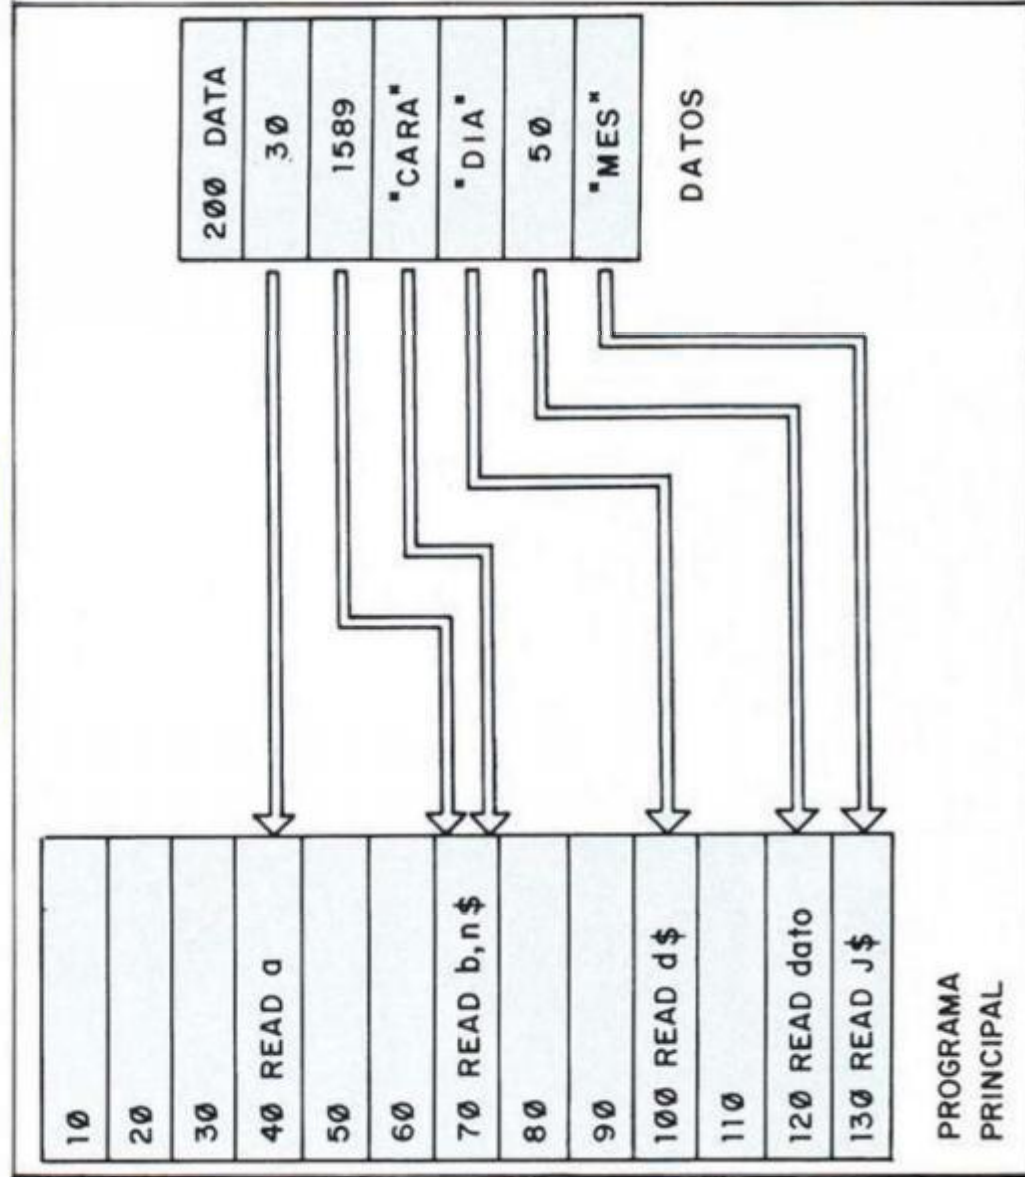 10
20
30
40 READ a
50
60
70 READ b,n$
80
90
100 READ d$
110
120 READ dato
130 READ J$
PROGRAMA
PRINCIPAL
200 DATA
30
1589
"CARA"
"DIA"
50
"MES"
DATOS